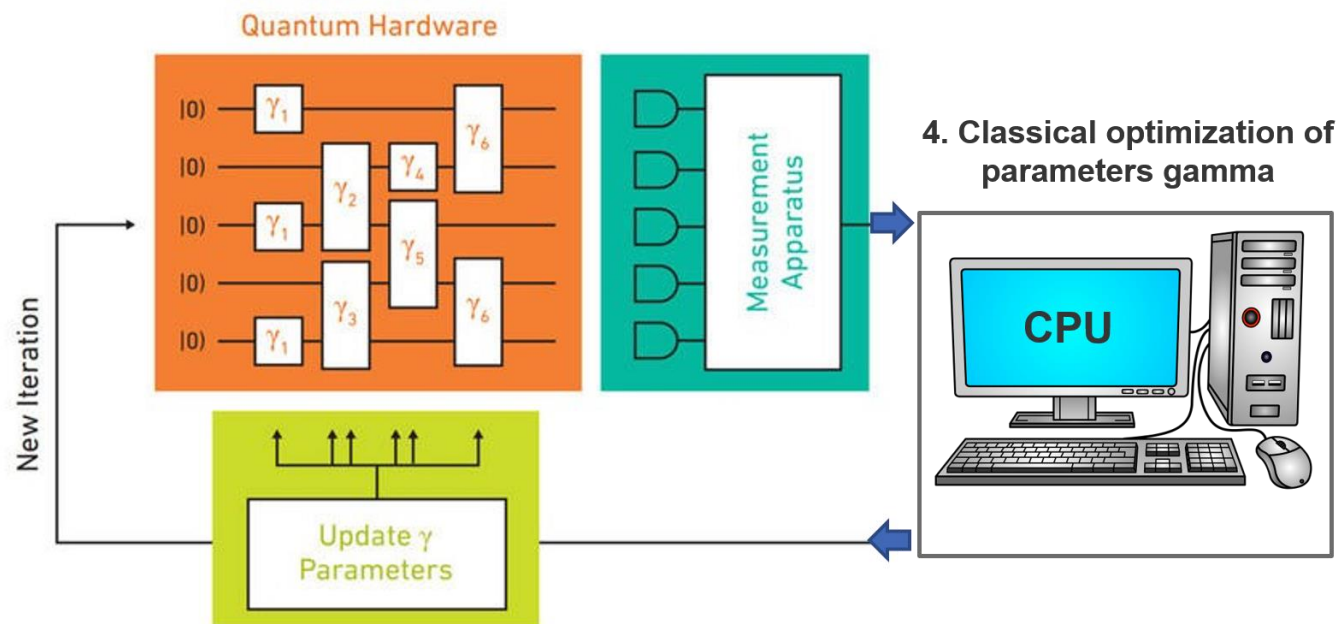 Quantum Hardware
|0⟩
γ₁
γ₆
|0⟩
γ₂
γ₄
|0⟩
γ₁
γ₅
|0⟩
γ₃
γ₆
|0⟩
γ₁
Measurement
Apparatus
4. Classical optimization of
parameters gamma
CPU
New Iteration
Update γ
Parameters